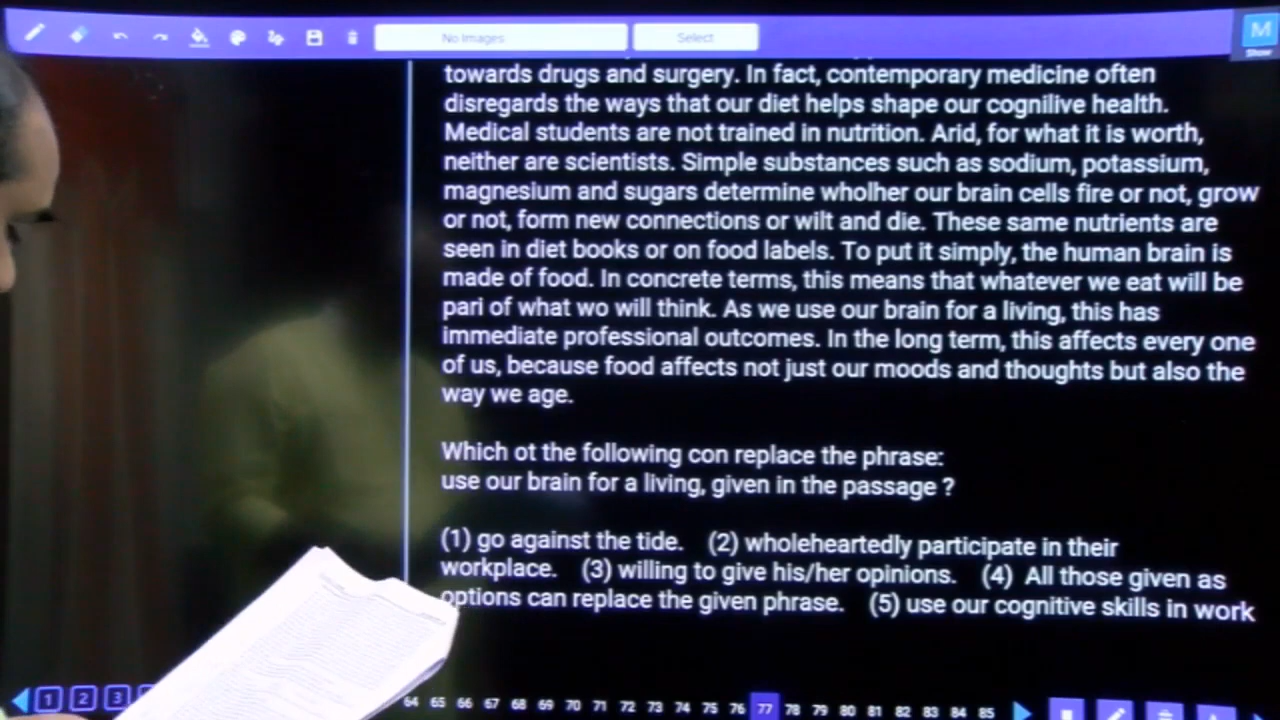 No Images
Select
M
Show
towards drugs and surgery. In fact, contemporary medicine often
disregards the ways that our diet helps shape our cognilive health.
Medical students are not trained in nutrition. Arid, for what it is worth,
neither are scientists. Simple substances such as sodium, potassium,
magnesium and sugars determine wholher our brain cells fire or not, grow
or not, form new connections or wilt and die. These same nutrients are
seen in diet books or on food labels. To put it simply, the human brain is
made of food. In concrete terms, this means that whatever we eat will be
pari of what wo will think. As we use our brain for a living, this has
immediate professional outcomes. In the long term, this affects every one
of us, because food affects not just our moods and thoughts but also the
way we age.
Which ot the following con replace the phrase:
use our brain for a living, given in the passage ?
(1) go against the tide. (2) wholeheartedly participate in their
workplace. (3) willing to give his/her opinions. (4) All those given as
options can replace the given phrase. (5) use our cognitive skills in work
1 2 3 64 65 66 67 68 69 70 71 72 73 74 75 76 77 78 79 80 81 82 83 84 85